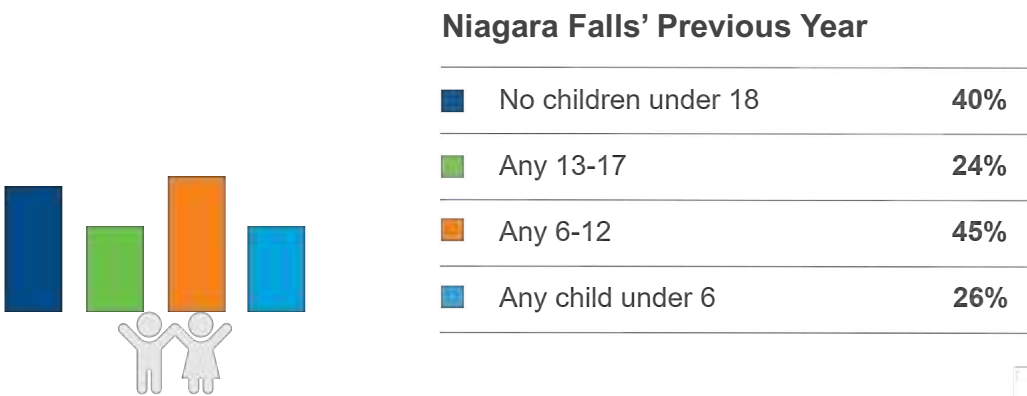 Niagara Falls’ Previous Year
No children under 18 40%
Any 13-17 24%
Any 6-12 45%
Any child under 6 26%